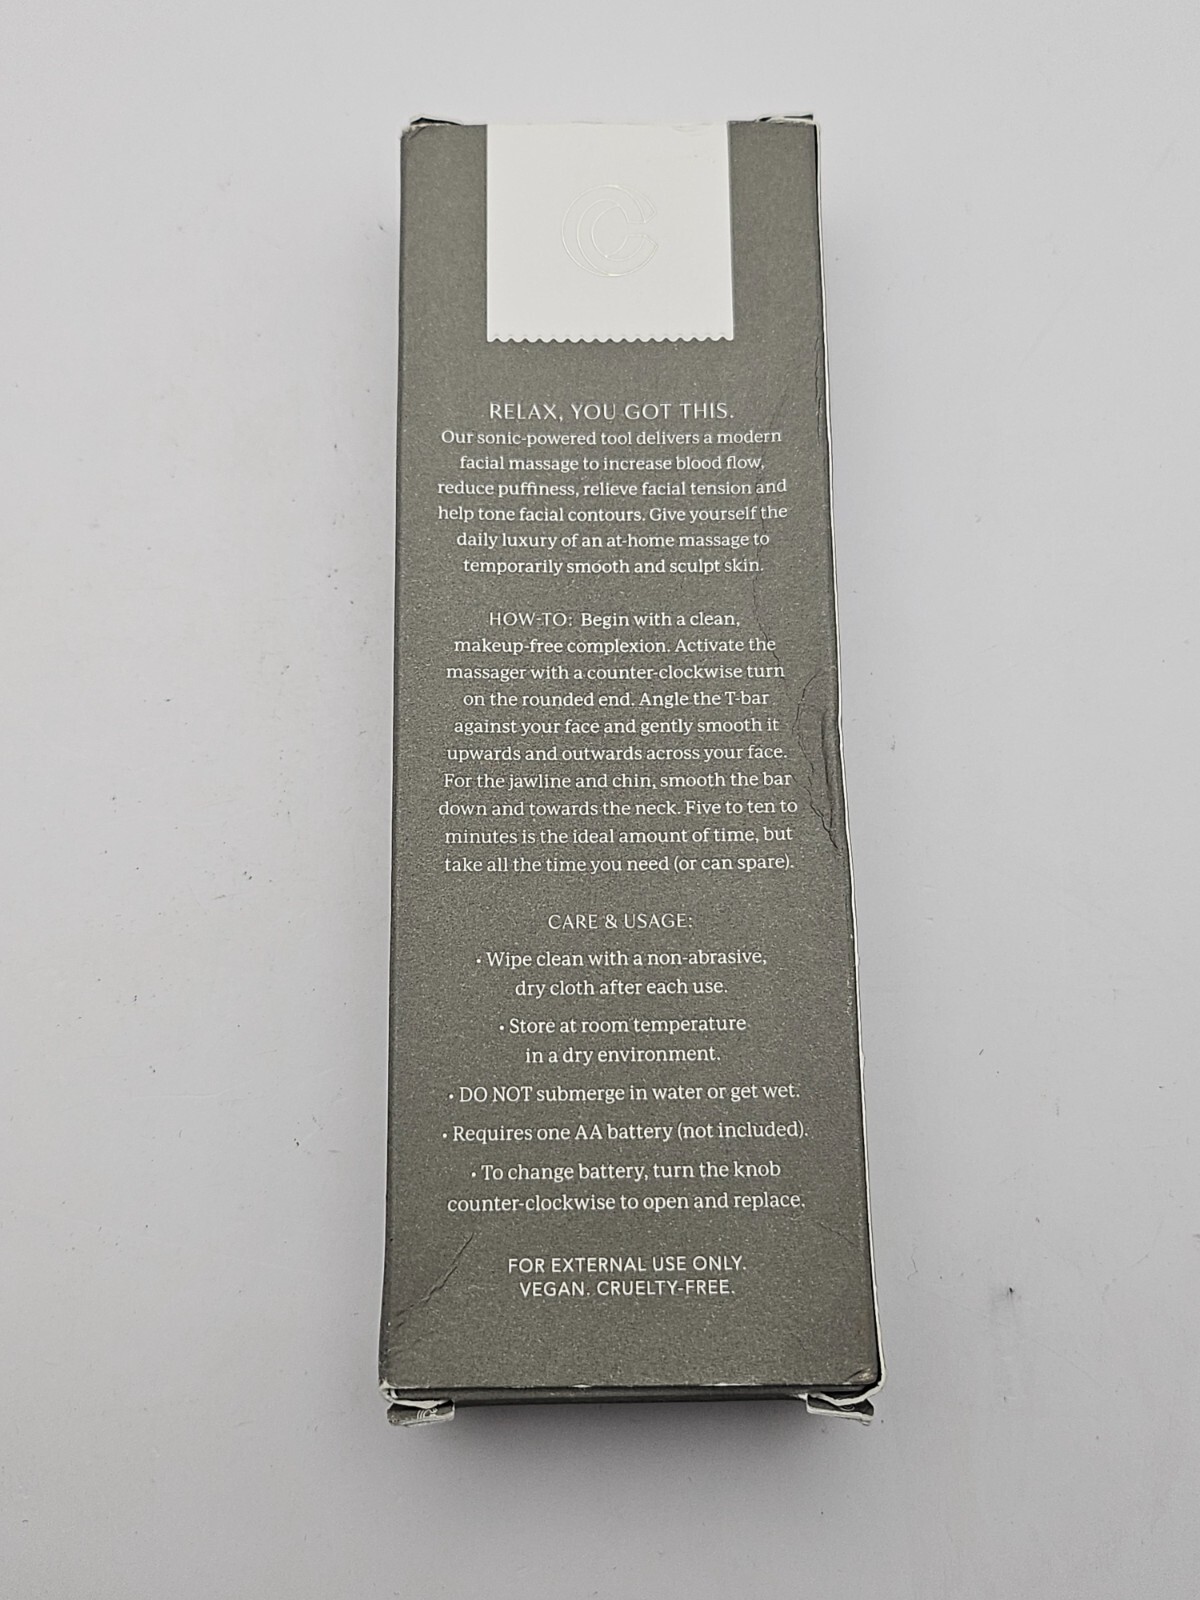 RELAX, YOU GOT THIS.
Our sonic-powered tool delivers a modern
facial massage to increase blood flow,
reduce puffiness, relieve facial tension and
help tone facial contours. Give yourself the
daily luxury of an at-home massage to
temporarily smooth and sculpt skin.
HOW-TO: Begin with a clean,
makeup-free complexion. Activate the
massager with a counter-clockwise turn
on the rounded end. Angle the T-bar
against your face and gently smooth it
upwards and outwards across your face.
For the jawline and chin, smooth the bar
down and towards the neck. Five to ten to
minutes is the ideal amount of time, but
take all the time you need (or can spare).
CARE & USAGE:
• Wipe clean with a non-abrasive,
dry cloth after each use.
• Store at room temperature
in a dry environment.
• DO NOT submerge in water or get wet.
• Requires one AA battery (not included).
• To change battery, turn the knob
counter-clockwise to open and replace.
FOR EXTERNAL USE ONLY.
VEGAN. CRUELTY-FREE.